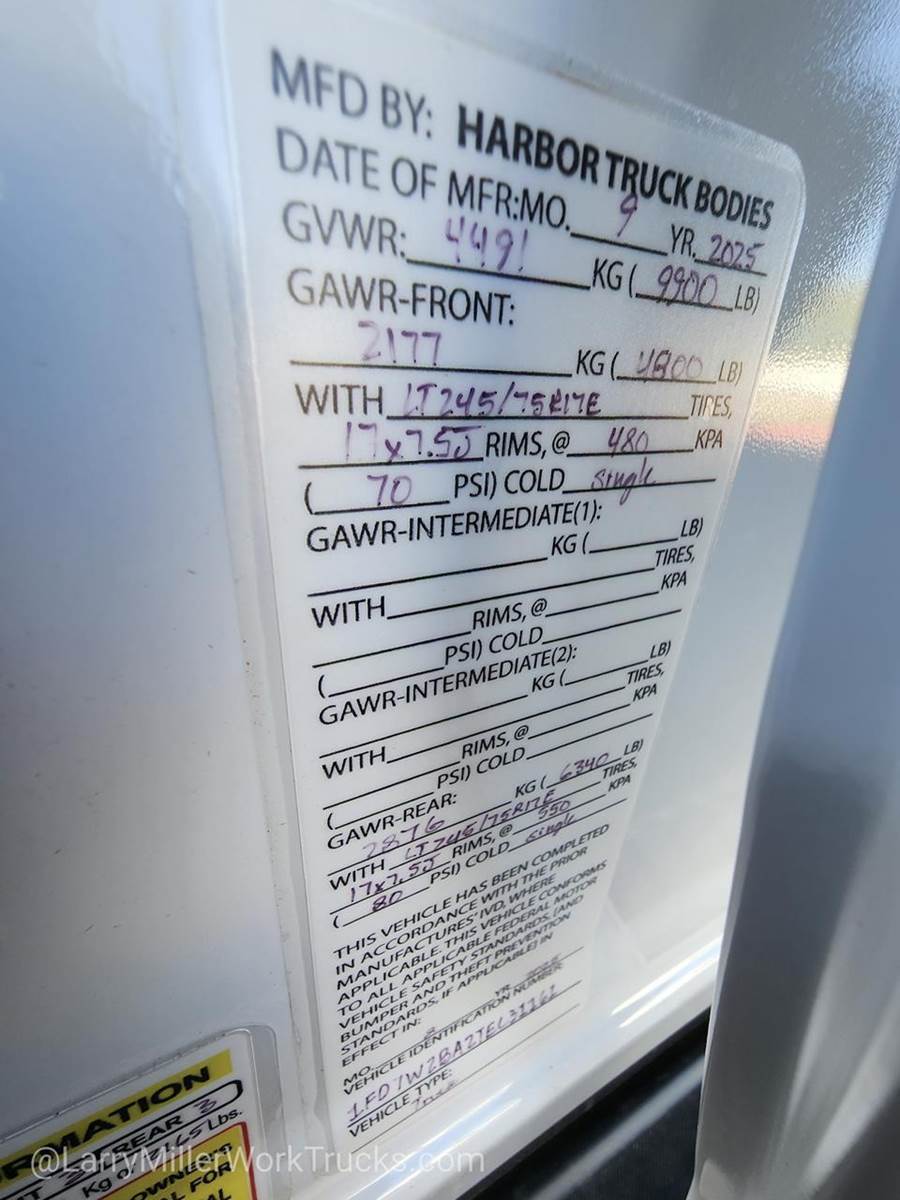 MFD BY: HARBOR TRUCK BODIES
DATE OF MFR:MO. 9 YR. 2025
GVWR: 4491 KG ( 9900 LB)
GAWR-FRONT:
2177 KG ( 4800 LB)
WITH LT245/75R17E TIRES,
17x7.5J RIMS, @ 480 KPA
( 70 PSI) COLD single
GAWR-INTERMEDIATE(1):
KG ( LB)
WITH TIRES,
RIMS, @ KPA
( PSI) COLD
GAWR-INTERMEDIATE(2):
KG ( LB)
WITH TIRES,
RIMS, @ KPA
( PSI) COLD
GAWR-REAR:
2876 KG ( 6340 LB)
WITH LT245/75R17E TIRES,
17x7.5J RIMS, @ 550 KPA
( 80 PSI) COLD single
THIS VEHICLE HAS BEEN COMPLETED
IN ACCORDANCE WITH THE PRIOR
MANUFACTURES' IVD, WHERE
APPLICABLE. THIS VEHICLE CONFORMS
TO ALL APPLICABLE FEDERAL MOTOR
VEHICLE SAFETY STANDARDS, (AND
BUMPER AND THEFT PREVENTION
STANDARDS, IF APPLICABLE) IN
EFFECT IN:
MO. YR.
VEHICLE IDENTIFICATION NUMBER
VEHICLE TYPE:
REAR 3
Kg or Lbs.
FOR
@LarryMillerWorkTrucks.com